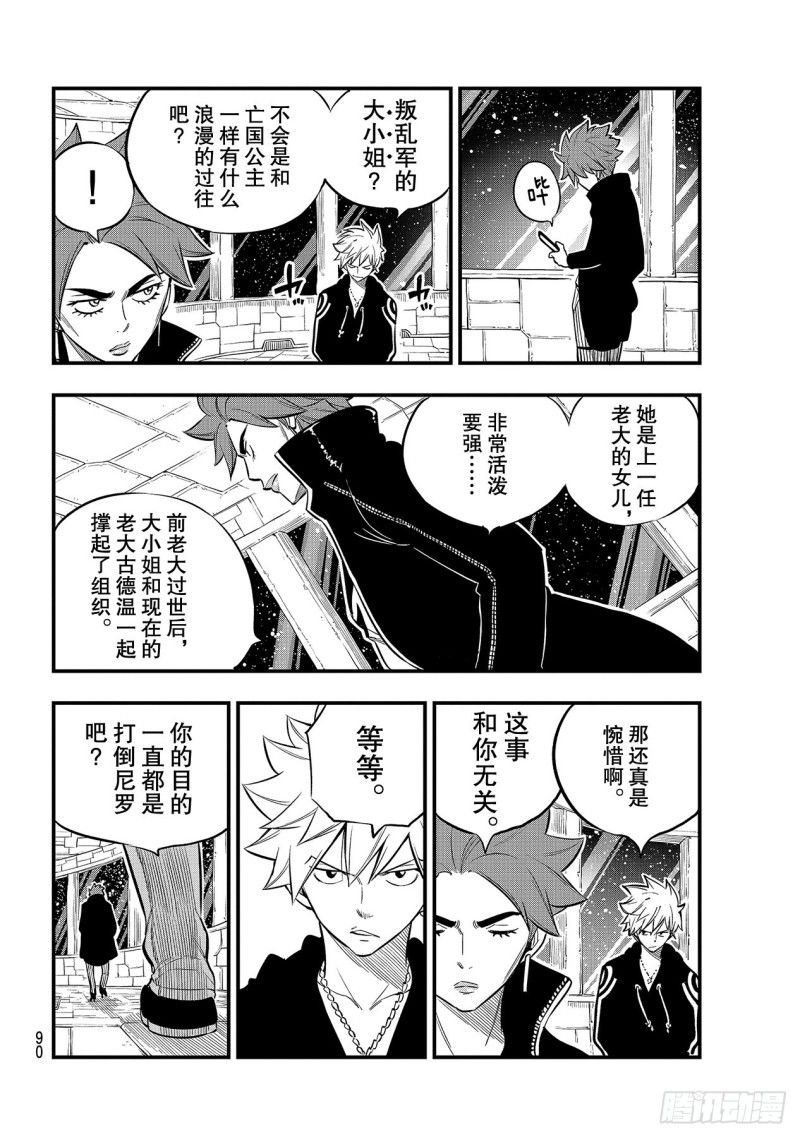 哔
叛乱军的
大小姐？
不会是和
亡国公主
一样有什么
浪漫的过往
吧？
！
她是上一任
老大的女儿，
非常活泼
要强……
前老大过世后，
大小姐和现在的
老大古德温一起
撑起了组织。
那还真是
惋惜啊。
这事
和你无关。
等等。
你的目的
一直都是
打倒尼罗
吧？
90
腾讯动漫